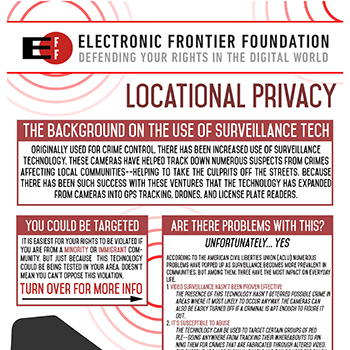 EFF
ELECTRONIC FRONTIER FOUNDATION
DEFENDING YOUR RIGHTS IN THE DIGITAL WORLD
LOCATIONAL PRIVACY
THE BACKGROUND ON THE USE OF SURVEILLANCE TECH
ORIGINALLY USED FOR CRIME CONTROL, THERE HAS BEEN INCREASED USE OF SURVEILLANCE
TECHNOLOGY. THESE CAMERAS HAVE HELPED TRACK DOWN NUMEROUS SUSPECTS FROM CRIMES
AFFECTING LOCAL COMMUNITIES--HELPING TO TAKE THE CULPRITS OFF THE STREETS. BECAUSE
THERE HAS BEEN SUCH SUCCESS WITH THESE VENTURES THAT THE TECHNOLOGY HAS EXPANDED
FROM CAMERAS INTO GPS TRACKING, DRONES, AND LICENSE PLATE READERS.
YOU COULD BE TARGETED
IT IS EASIEST FOR YOUR RIGHTS TO BE VIOLATED IF
YOU ARE FROM A MINORITY OR IMMIGRANT COM-
MUNITY. BUT JUST BECAUSE THIS TECHNOLOGY
COULD BE BEING TESTED IN YOUR AREA, DOESN'T
MEAN YOU CAN'T OPPOSE THIS VIOLATION.
TURN OVER FOR MORE INFO
ARE THERE PROBLEMS WITH THIS?
UNFORTUNATELY... YES
ACCORDING TO THE AMERICAN CIVIL LIBERTIES UNION (ACLU) NUMEROUS
PROBLEMS HAVE POPPED UP AS SURVEILLANCE BECOMES MORE PREVALENT IN
COMMUNITIES. BUT AMONG THEM, THREE HAVE THE MOST IMPACT ON EVERYDAY
LIFE.
1. VIDEO SURVEILLANCE HASN'T BEEN PROVEN EFFECTIVE
THE PRESENCE OF THIS TECHNOLOGY HASN'T DETERRED POSSIBLE CRIME IN
AREAS WHERE IT MOST LIKELY TO OCCUR ANYWAY. THE CAMERAS CAN
ALSO BE EASILY TURNED OFF IF A CRIMINAL IS APT ENOUGH TO FIGURE IT
OUT.
2. IT'S SUSCEPTIBLE TO ABUSE
THE TECHNOLOGY CAN BE USED TO TARGET CERTAIN GROUPS OF PEO
PLE--GOING ANYWHERE FROM TRACKING THEIR WHEREABOUTS TO PIN
NING THEM FOR CRIMES THAT ARE FABRICATED THROUGH ALTERED VIDEO.